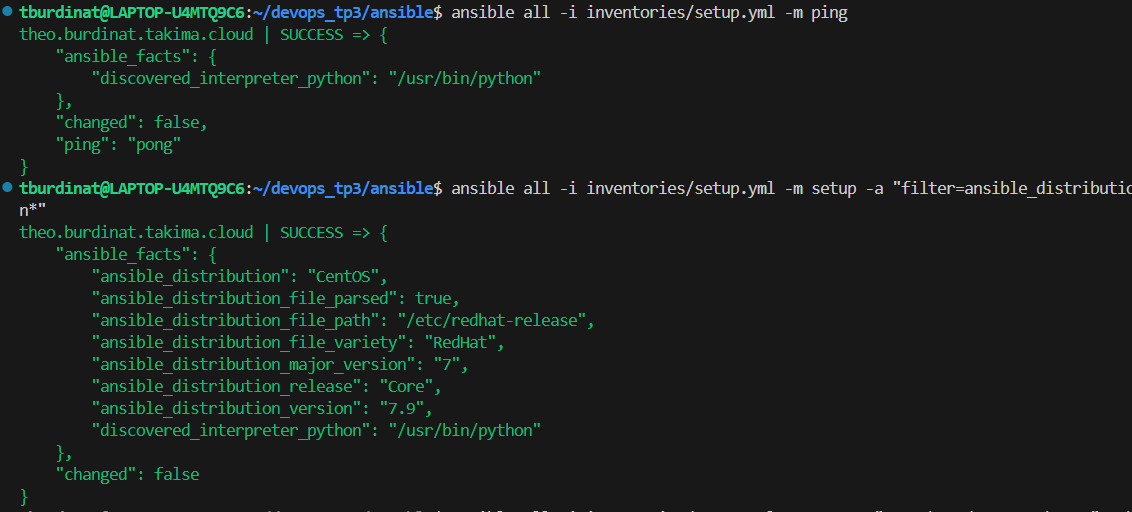 tburdinat@LAPTOP-U4MTQ9C6:~/devops_tp3/ansible$ ansible all -i inventories/setup.yml -m ping
theo.burdinat.takima.cloud | SUCCESS => {
    "ansible_facts": {
        "discovered_interpreter_python": "/usr/bin/python"
    },
    "changed": false,
    "ping": "pong"
}
tburdinat@LAPTOP-U4MTQ9C6:~/devops_tp3/ansible$ ansible all -i inventories/setup.yml -m setup -a "filter=ansible_distributio
n*"
theo.burdinat.takima.cloud | SUCCESS => {
    "ansible_facts": {
        "ansible_distribution": "CentOS",
        "ansible_distribution_file_parsed": true,
        "ansible_distribution_file_path": "/etc/redhat-release",
        "ansible_distribution_file_variety": "RedHat",
        "ansible_distribution_major_version": "7",
        "ansible_distribution_release": "Core",
        "ansible_distribution_version": "7.9",
        "discovered_interpreter_python": "/usr/bin/python"
    },
    "changed": false
}